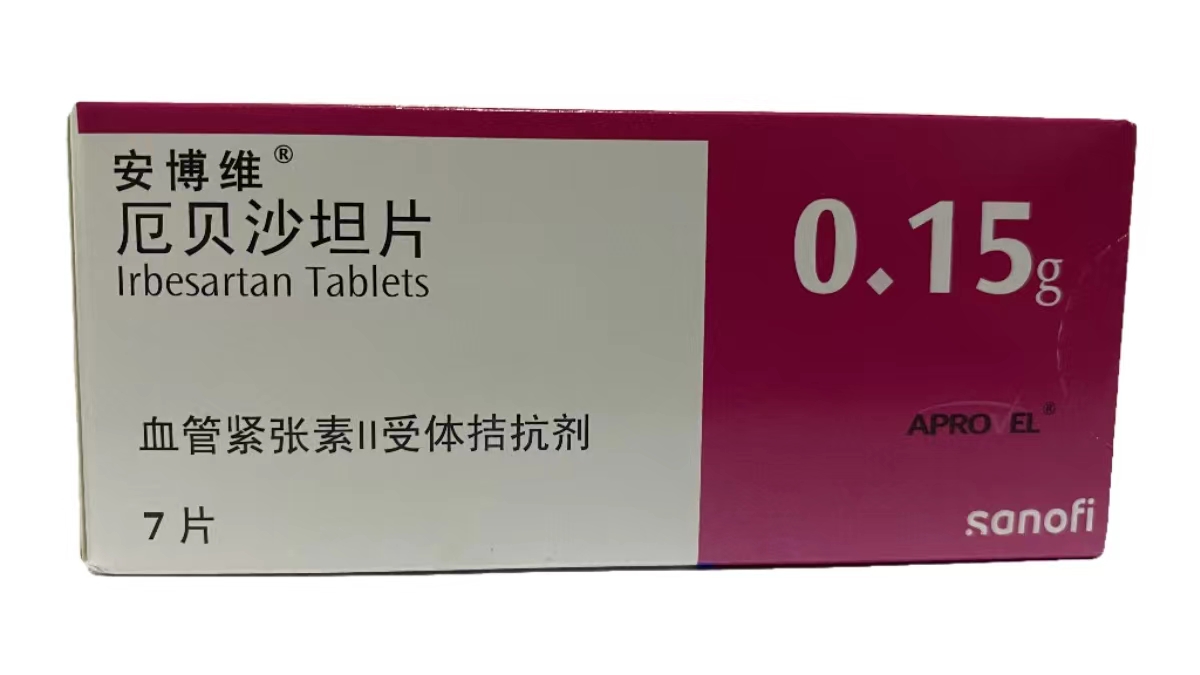 安博维®
厄贝沙坦片
Irbesartan Tablets
0.15g
血管紧张素II受体拮抗剂
APROVEL®
7 片
sanofi